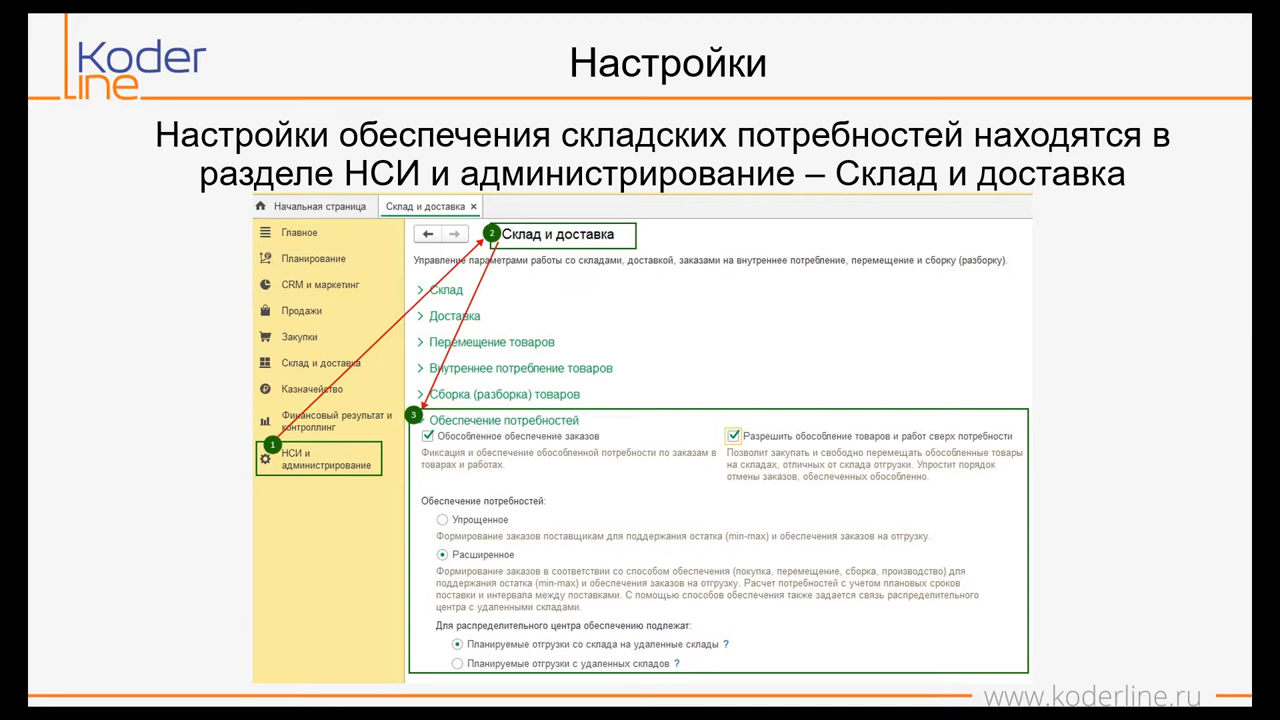 Koder
line
Настройки
Настройки обеспечения складских потребностей находятся в
разделе НСИ и администрирование – Склад и доставка
Начальная страница
Склад и доставка ×
Главное
Планирование
CRM и маркетинг
Продажи
Закупки
Склад и доставка
Казначейство
Финансовый результат и
контроллинг
1
НСИ и
администрирование
2
Склад и доставка
Управление параметрами работы со складами, доставкой, заказами на внутреннее потребление, перемещение и сборку (разборку).
Склад
Доставка
Перемещение товаров
Внутреннее потребление товаров
Сборка (разборка) товаров
3
Обеспечение потребностей
Обособленное обеспечение заказов
Фиксация и обеспечение обособленной потребности по заказам в
товарах и работах.
Разрешить обособление товаров и работ сверх потребности
Позволит закупать и свободно перемещать обособленные товары
на складах, отличных от склада отгрузки. Упростит порядок
отмены заказов, обеспеченных обособленно.
Обеспечение потребностей:
Упрощенное
Формирование заказов поставщикам для поддержания остатка (min-max) и обеспечения заказов на отгрузку.
Расширенное
Формирование заказов в соответствии со способом обеспечения (покупка, перемещение, сборка, производство) для
поддержания остатка (min-max) и обеспечения заказов на отгрузку. Расчет потребностей с учетом плановых сроков
поставки и интервала между поставками. С помощью способов обеспечения также задается связь распределительного
центра с удаленными складами.
Для распределительного центра обеспечению подлежат:
Планируемые отгрузки со склада на удаленные склады ?
Планируемые отгрузки с удаленных складов ?
www.koderline.ru